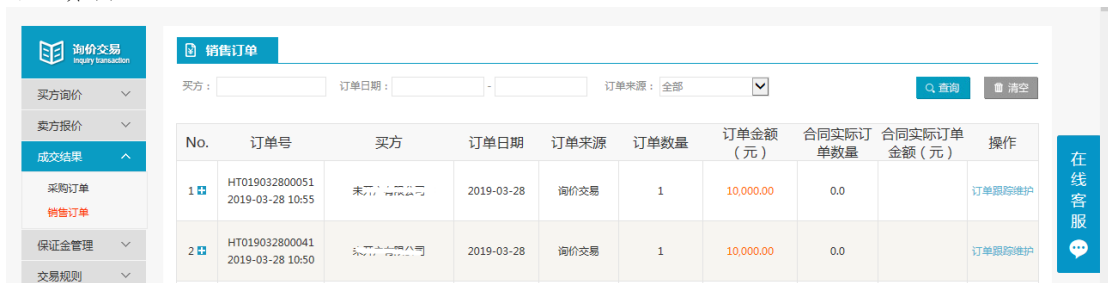 询价交易
Inquiry transaction
买方询价
卖方报价
成交结果
采购订单
销售订单
保证金管理
交易规则
销售订单
买方：
订单日期：
-
订单来源：
全部
查询
清空
No.
订单号
买方
订单日期
订单来源
订单数量
订单金额
（元）
合同实际订
单数量
合同实际订单
金额（元）
操作
1
HT019032800051
2019-03-28 10:55
2019-03-28
询价交易
1
10,000.00
0.0
订单跟踪维护
2
HT019032800041
2019-03-28 10:50
2019-03-28
询价交易
1
10,000.00
0.0
订单跟踪维护
在
线
客
服